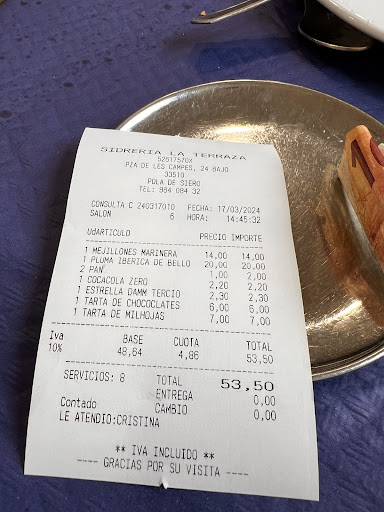 SIDRERIA LA TERRAZA
52617570X
PZA DE LES CAMPES, 24 BAJO
33510
POLA DE SIERO
TEL: 984 084 32
CONSULTA C 240317010 FECHA: 17/03/2024
SALON 6 HORA: 14:45:32
UdARTICULO PRECIO IMPORTE
1 MEJILLONES MARINERA 14,00 14,00
1 PLUMA IBERICA DE BELLO 20,00 20,00
2 PAN 1,00 2,00
1 COCACOLA ZERO 2,20 2,20
1 ESTRELLA DAMM TERCIO 2,30 2,30
1 TARTA DE CHOCOCLATES 6,00 6,00
1 TARTA DE MILHOJAS 7,00 7,00
Iva BASE CUOTA TOTAL
10% 48,64 4,86 53,50
SERVICIOS: 8 TOTAL 53,50
ENTREGA 0,00
Contado CAMBIO 0,00
LE ATENDIO:CRISTINA
** IVA INCLUIDO **
---- GRACIAS POR SU VISITA ----